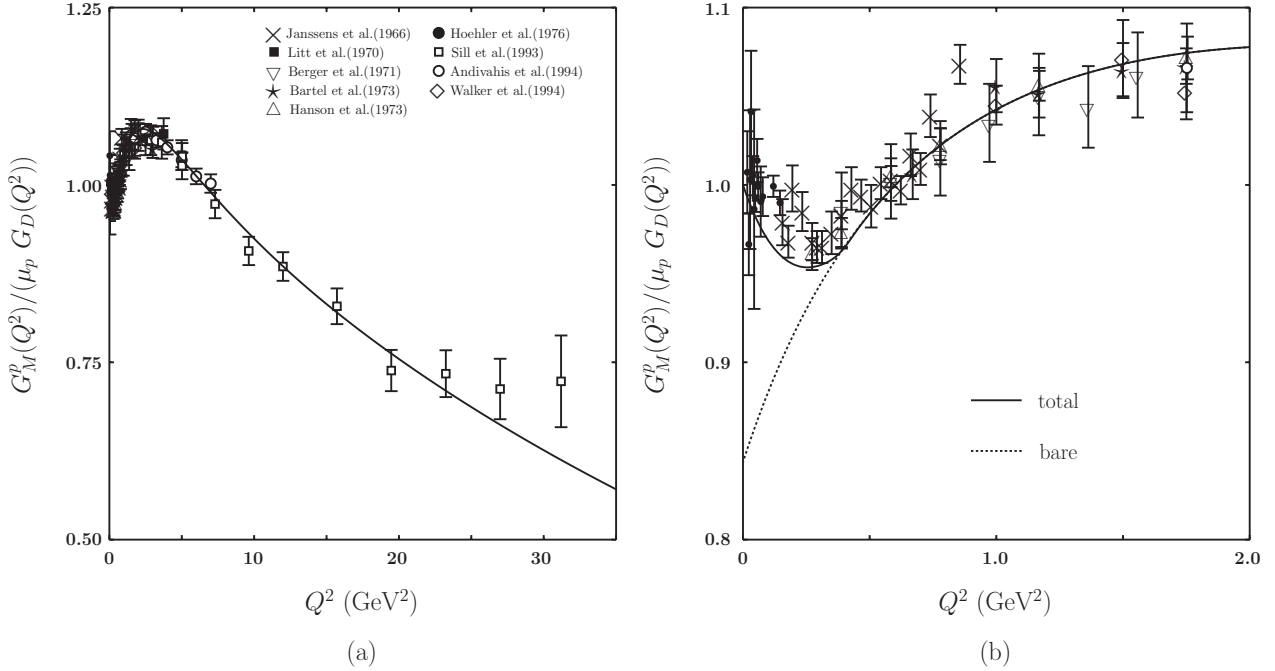 1.25
1.00
0.75
0.50
0
10
20
30
G_M^p(Q^2)/(μ_p G_D(Q^2))
Q^2 (GeV^2)
(a)
Janssens et al.(1966)
Litt et al.(1970)
Berger et al.(1971)
Bartel et al.(1973)
Hanson et al.(1973)
Hoehler et al.(1976)
Sill et al.(1993)
Andivahis et al.(1994)
Walker et al.(1994)
1.1
1.0
0.9
0.8
0
0.5
1.0
1.5
2.0
G_M^p(Q^2)/(μ_p G_D(Q^2))
Q^2 (GeV^2)
total
bare
(b)